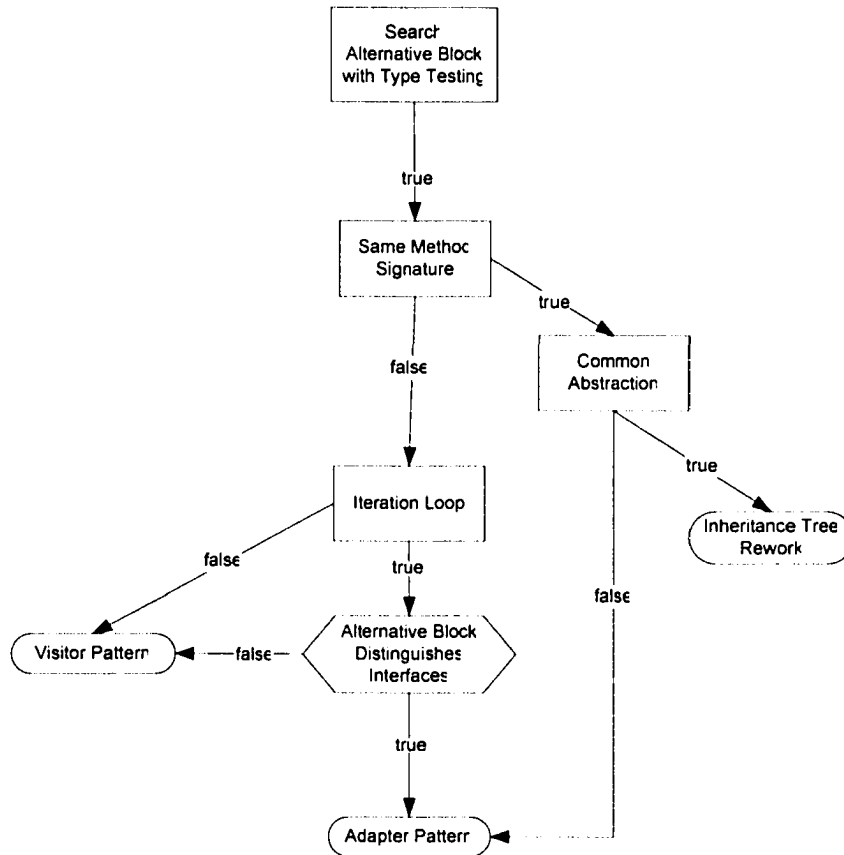 Search
Alternative Block
with Type Testing
true
Same Method
Signature
true
false
Common
Abstraction
true
Iteration Loop
Inheritance Tree
Rework
false
true
false
Alternative Block
Distinguishes
Interfaces
Visitor Pattern
false
true
Adapter Pattern